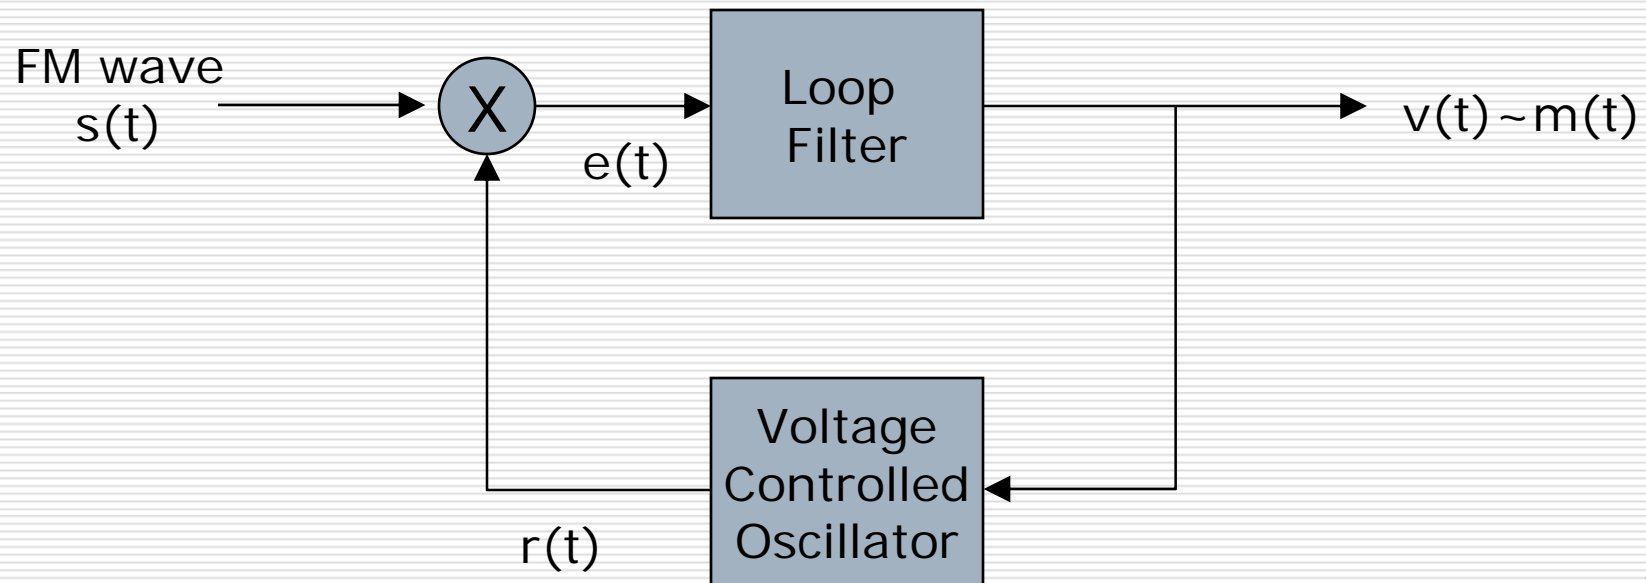 FM wave
s(t)
X
e(t)
Loop
Filter
v(t) ~ m(t)
Voltage
Controlled
Oscillator
r(t)